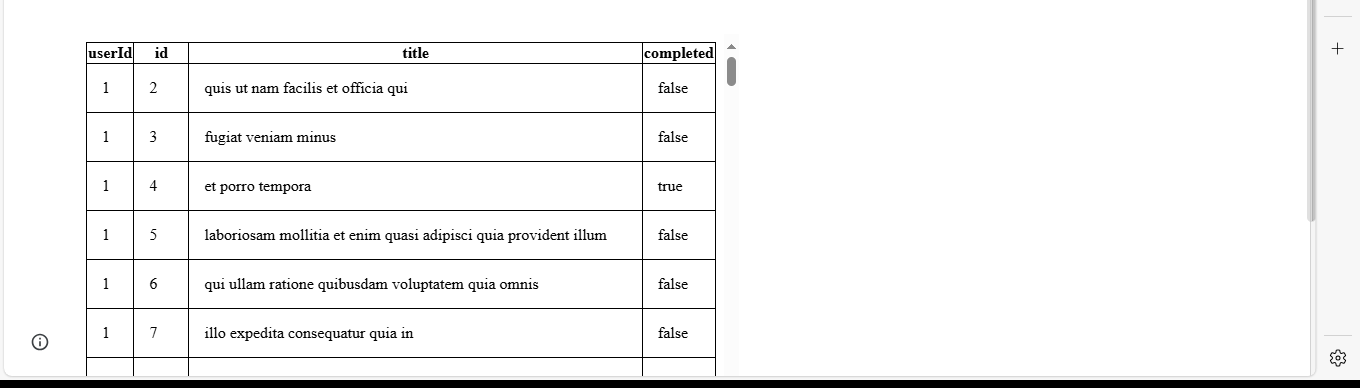 userId id title completed
1 2 quis ut nam facilis et officia qui false
1 3 fugiat veniam minus false
1 4 et porro tempora true
1 5 laboriosam mollitia et enim quasi adipisci quia provident illum false
1 6 qui ullam ratione quibusdam voluptatem quia omnis false
1 7 illo expedita consequatur quia in false